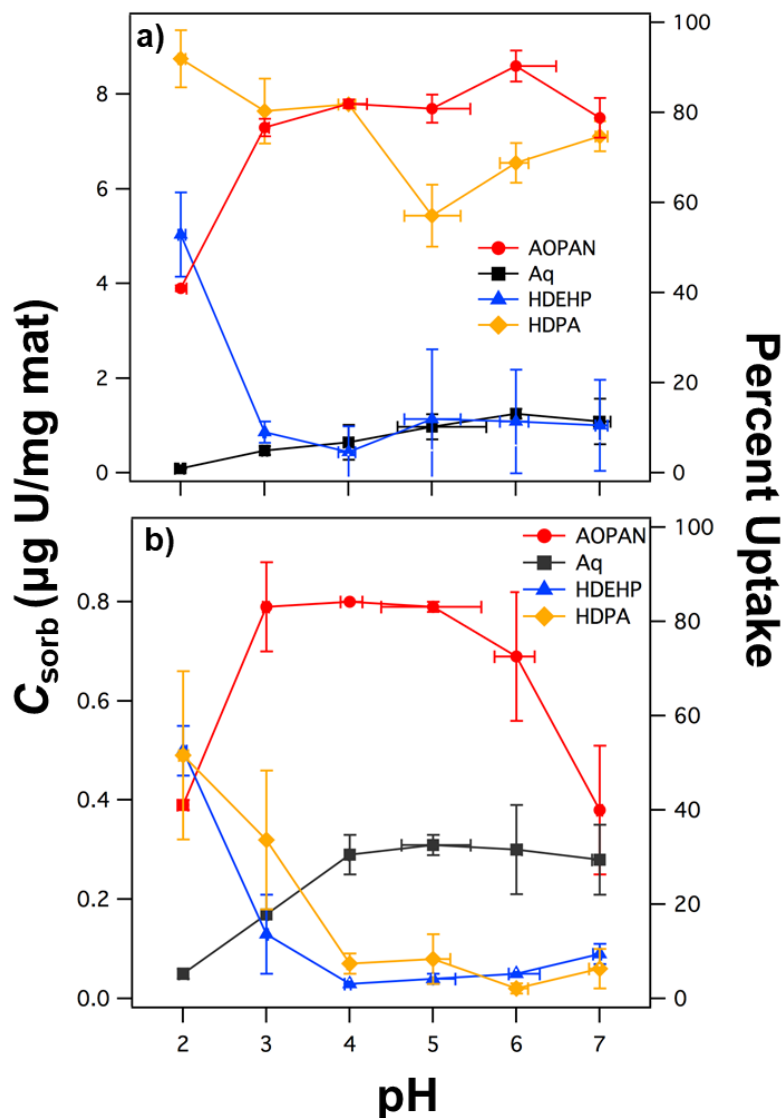 a)
100
8
80
6
60
AOPAN
Aq
HDEHP
HDPA
4
40
2
20
0
0
b)
100
AOPAN
Aq
HDEHP
HDPA
0.8
80
0.6
60
0.4
40
0.2
20
0.0
0
2 3 4 5 6 7
pH
Csorb (µg U/mg mat)
Percent Uptake